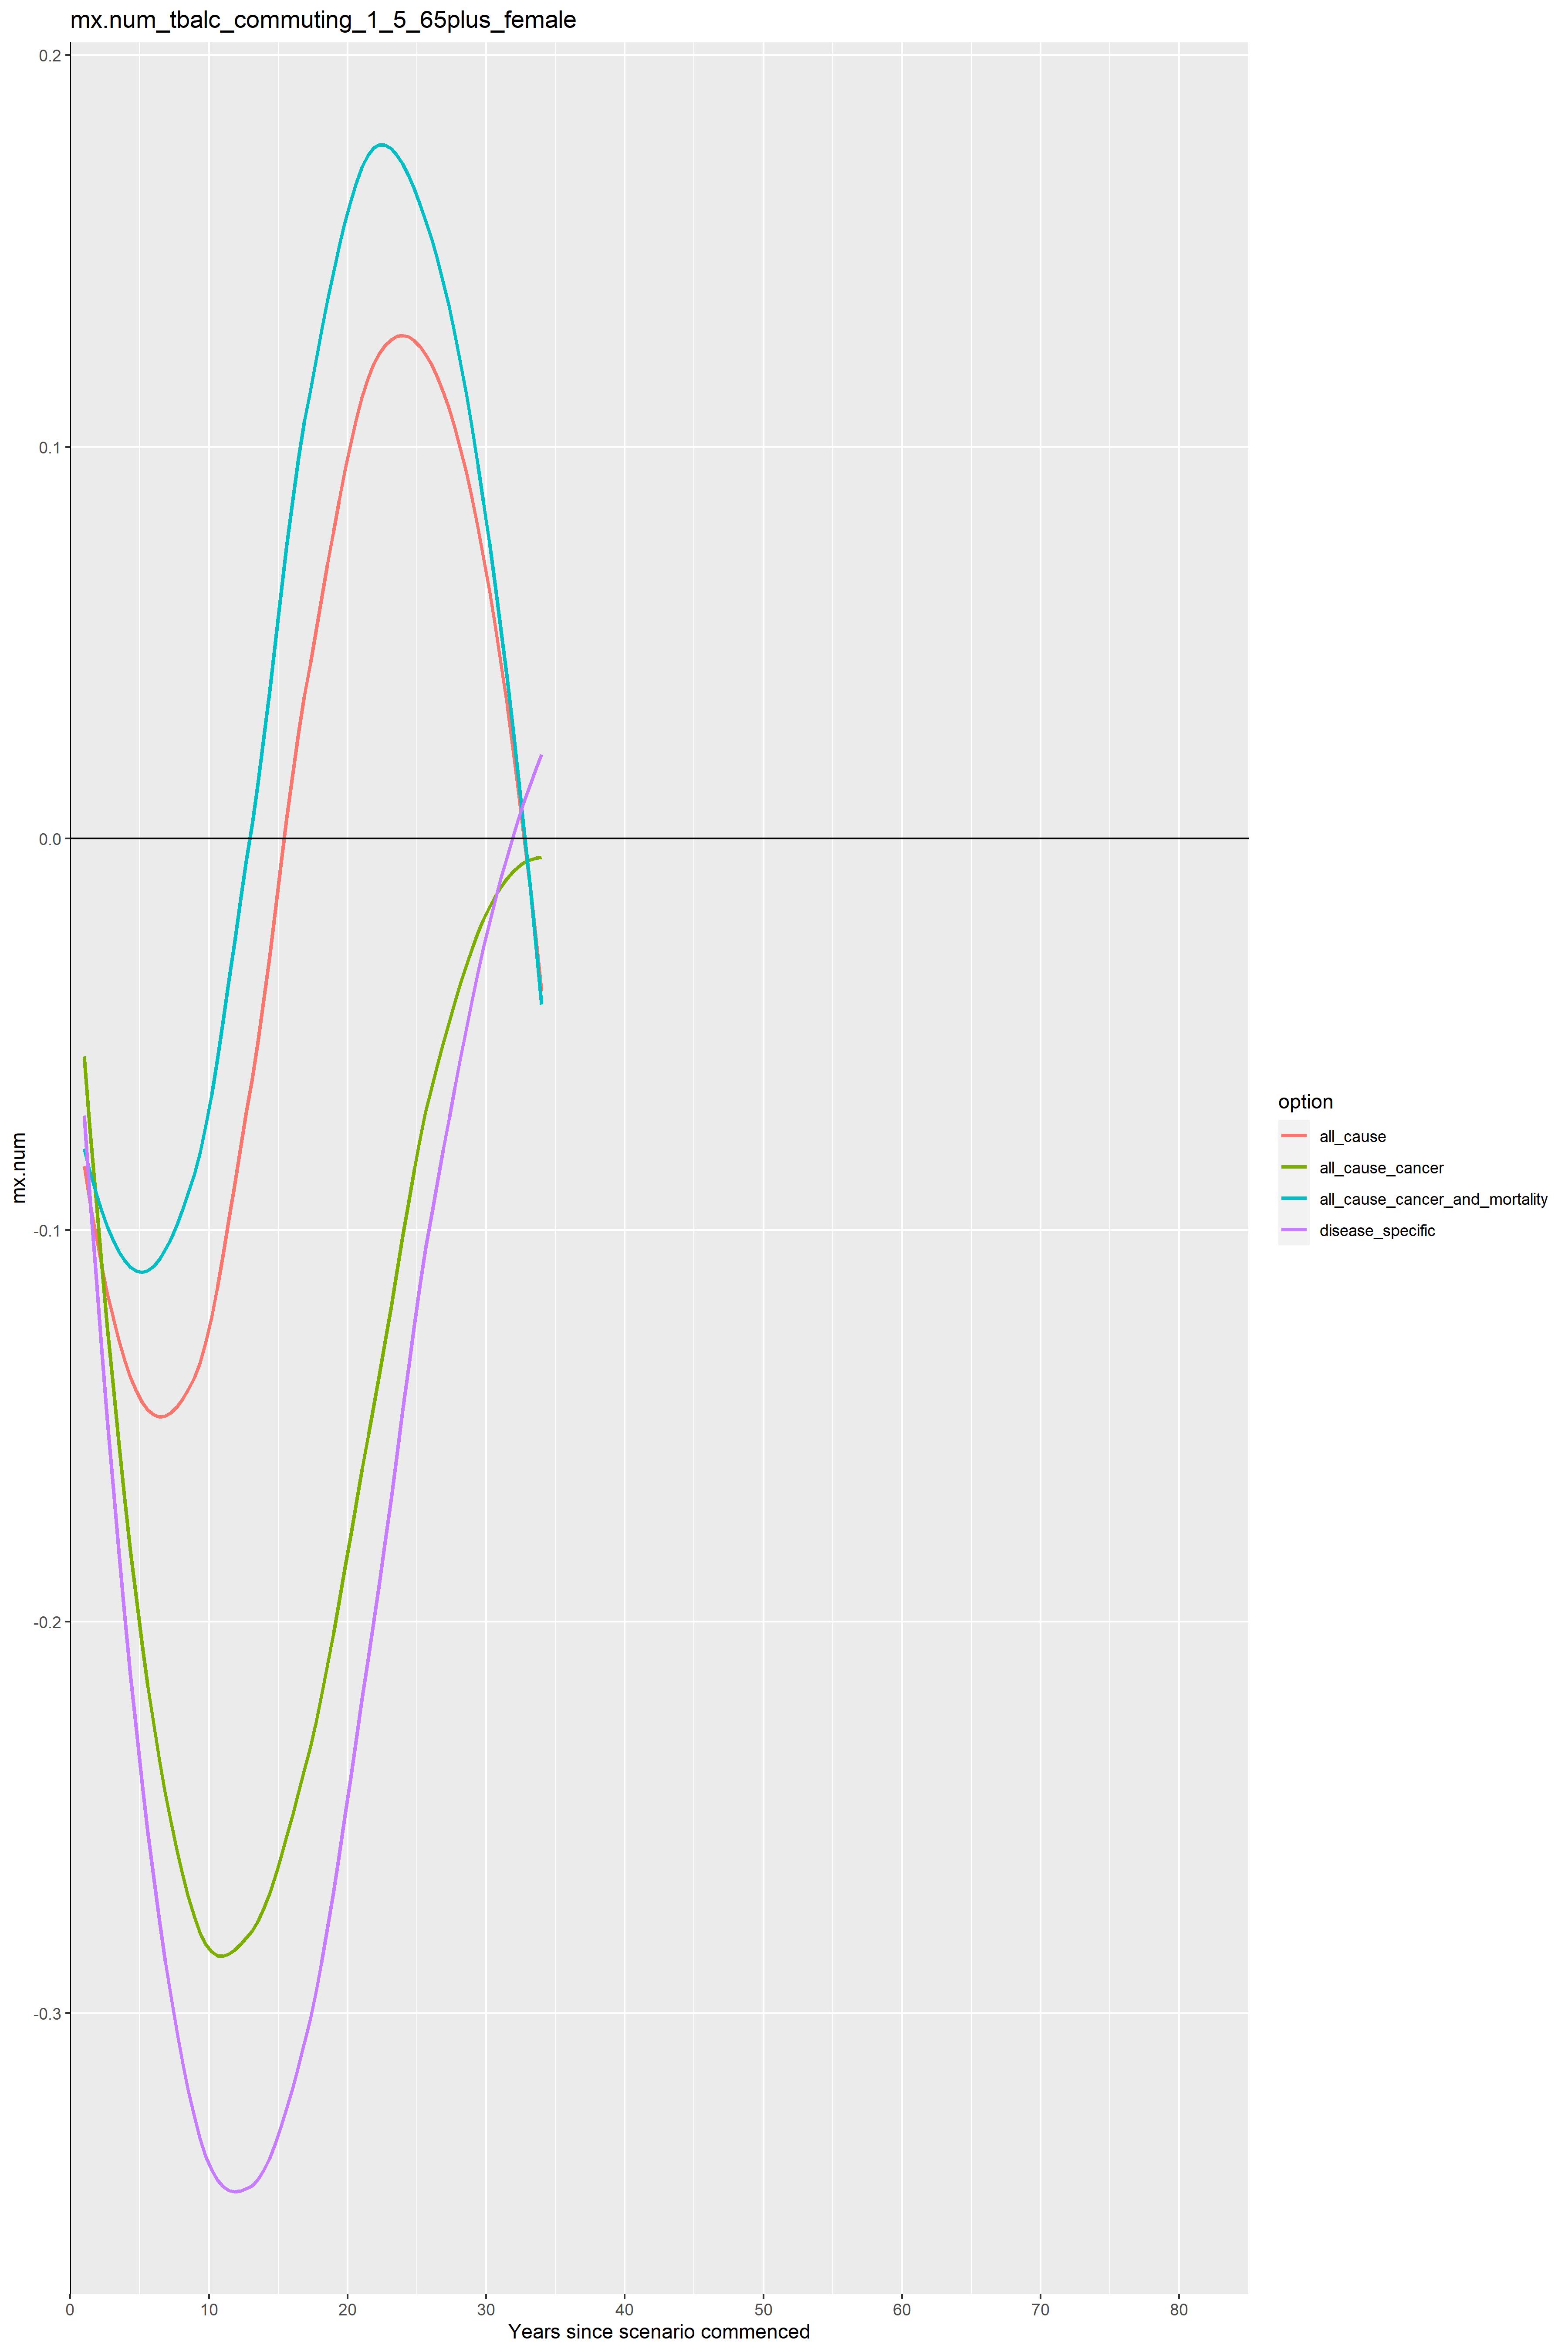 mx.num_tbalc_commuting_1_5_65plus_female
0.2
0.1
0.0
-0.1
-0.2
-0.3
mx.num
0 10 20 30 40 50 60 70 80
Years since scenario commenced
option
all_cause
all_cause_cancer
all_cause_cancer_and_mortality
disease_specific